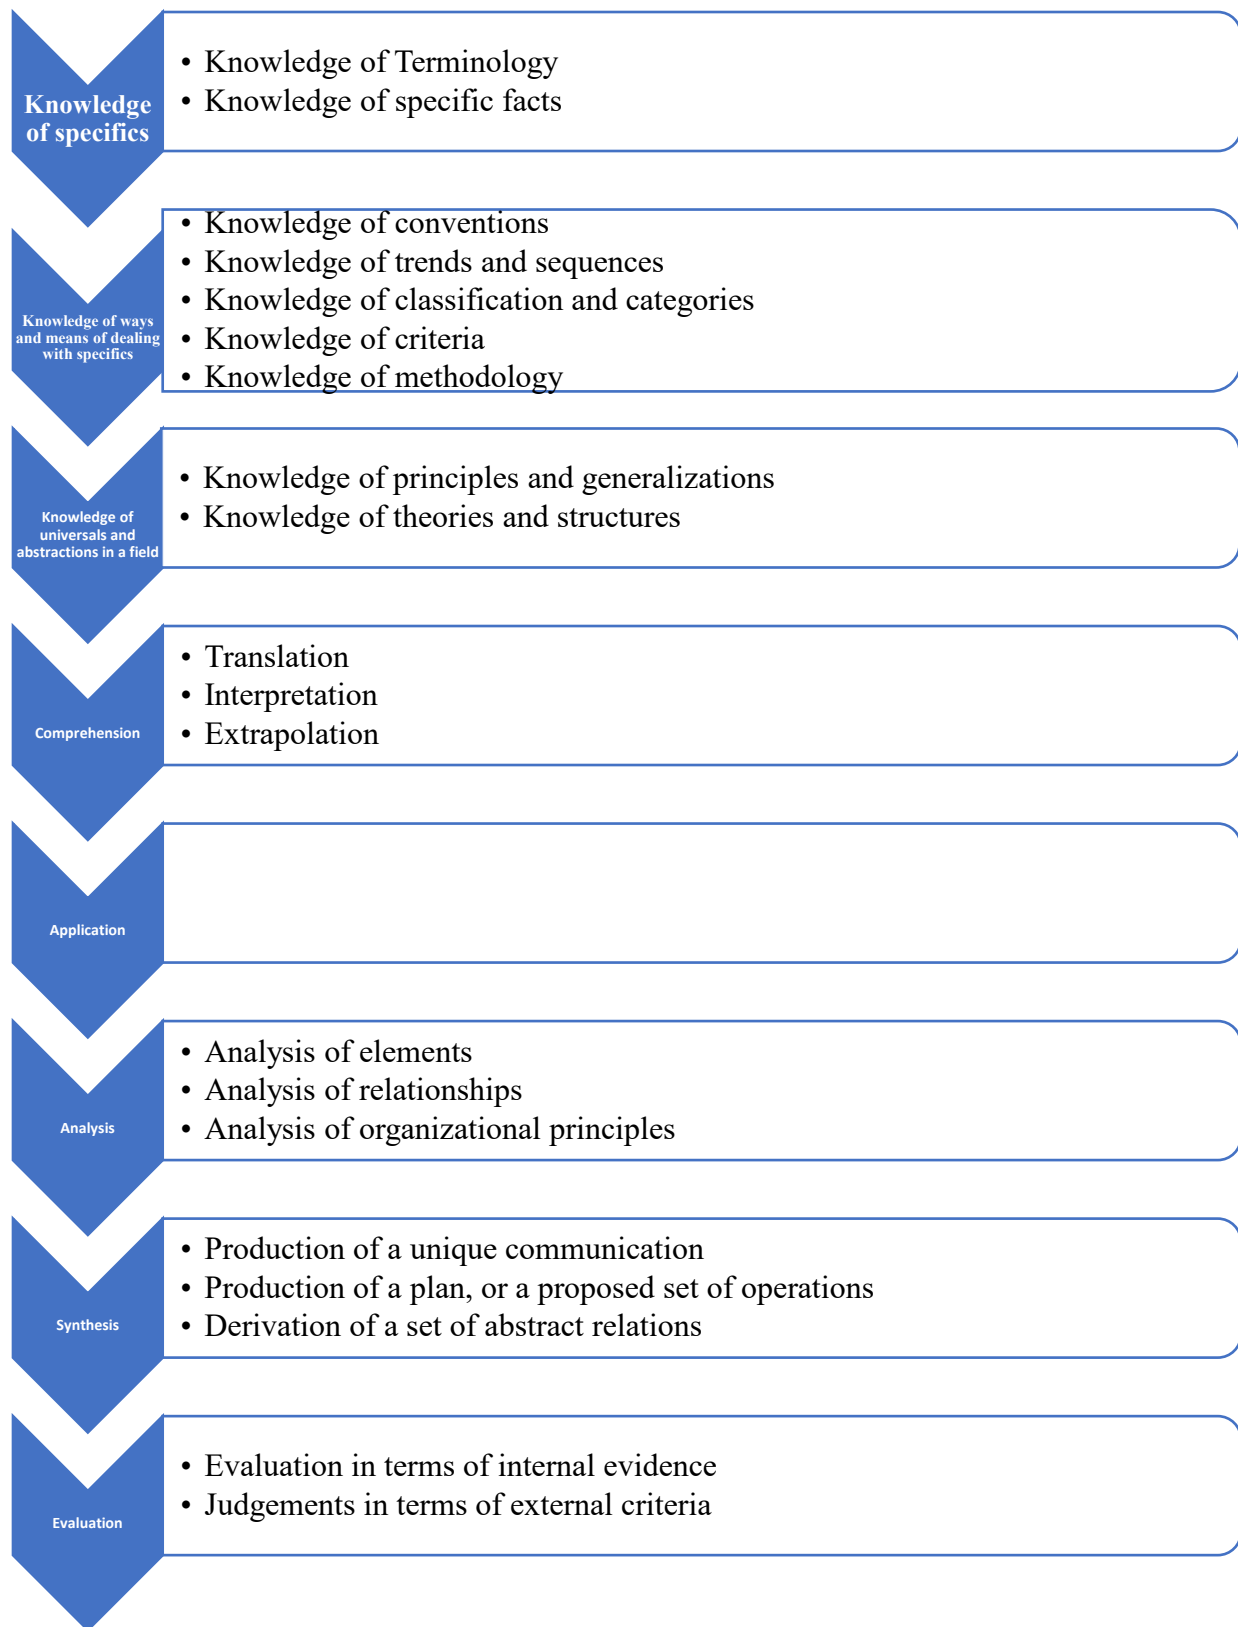 Knowledge
of specifics
• Knowledge of Terminology
• Knowledge of specific facts
Knowledge of ways
and means of dealing
with specifics
• Knowledge of conventions
• Knowledge of trends and sequences
• Knowledge of classification and categories
• Knowledge of criteria
• Knowledge of methodology
Knowledge of
universals and
abstractions in a field
• Knowledge of principles and generalizations
• Knowledge of theories and structures
Comprehension
• Translation
• Interpretation
• Extrapolation
Application
Analysis
• Analysis of elements
• Analysis of relationships
• Analysis of organizational principles
Synthesis
• Production of a unique communication
• Production of a plan, or a proposed set of operations
• Derivation of a set of abstract relations
Evaluation
• Evaluation in terms of internal evidence
• Judgements in terms of external criteria